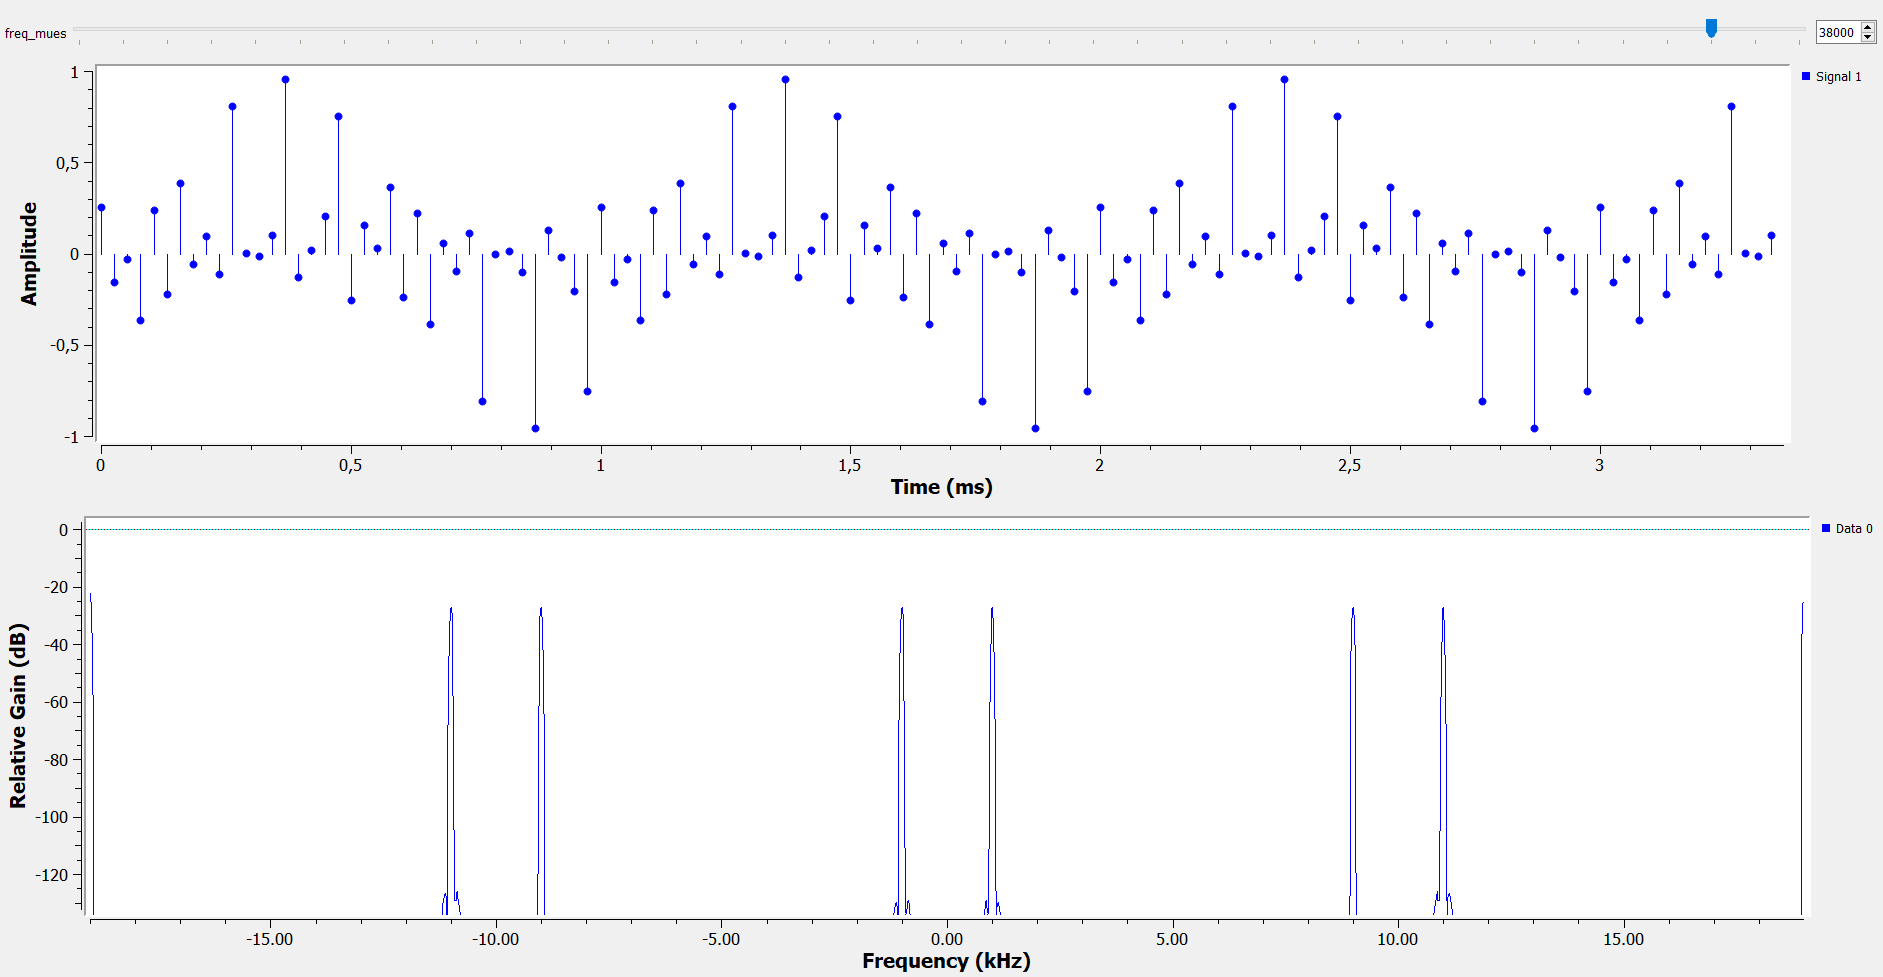 freq_mues
38000
Signal 1
1
0,5
0
-0,5
-1
Amplitude
0 0,5 1 1,5 2 2,5 3
Time (ms)
Data 0
0
-20
-40
-60
-80
-100
-120
Relative Gain (dB)
-15.00 -10.00 -5.00 0.00 5.00 10.00 15.00
Frequency (kHz)